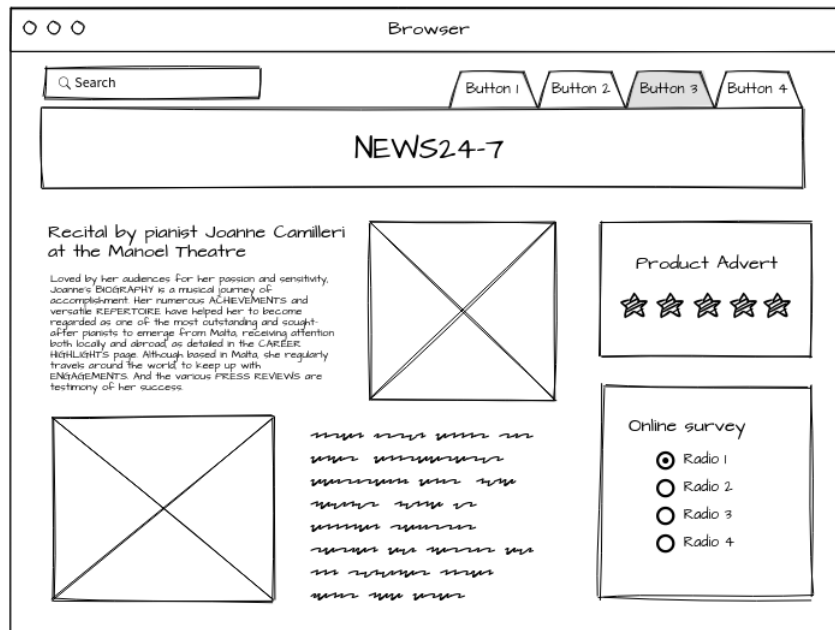 Browser
Search
Button 1
Button 2
Button 3
Button 4
NEWS24-7
Recital by pianist Joanne Camilleri
at the Manoel Theatre
Loved by her audiences for her passion and sensitivity,
Joanne's BIOGRAPHY is a musical journey of
accomplishment. Her numerous ACHIEVEMENTS and
versatile REPERTOIRE have helped her to become
regarded as one of the most outstanding and sought-
after pianists to emerge from Malta, receiving attention
both locally and abroad, as detailed in the CAREER
HIGHLIGHTS page. Although based in Malta, she regularly
travels around the world, to keep up with
ENGAGEMENTS. And the various PRESS REVIEWS are
testimony of her success.
Product Advert
Online survey
Radio 1
Radio 2
Radio 3
Radio 4